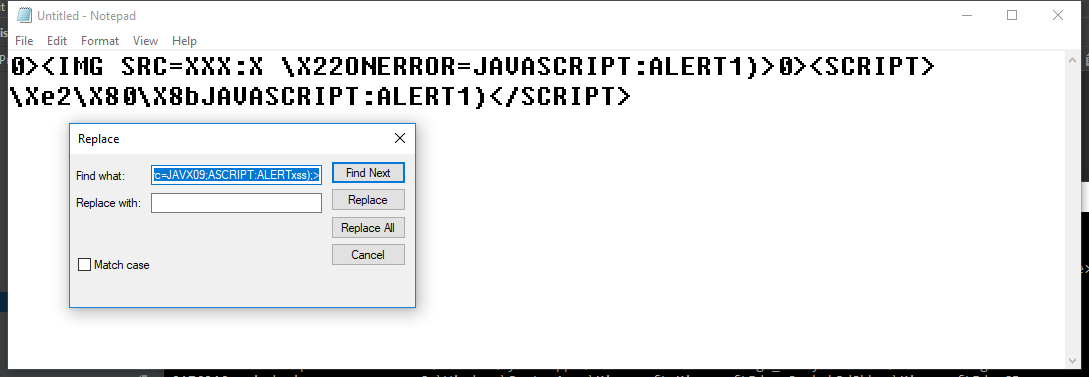 Untitled - Notepad
File Edit Format View Help
0><IMG SRC=XXX:X \X22ONERROR=JAVASCRIPT:ALERT1)>0><SCRIPT>
\Xe2\X80\X8bJAVASCRIPT:ALERT1)</SCRIPT>
Replace
Find what: c=JAVX09;ASCRIPT:ALERTxss);> Find Next
Replace with: Replace
Replace All
Match case Cancel